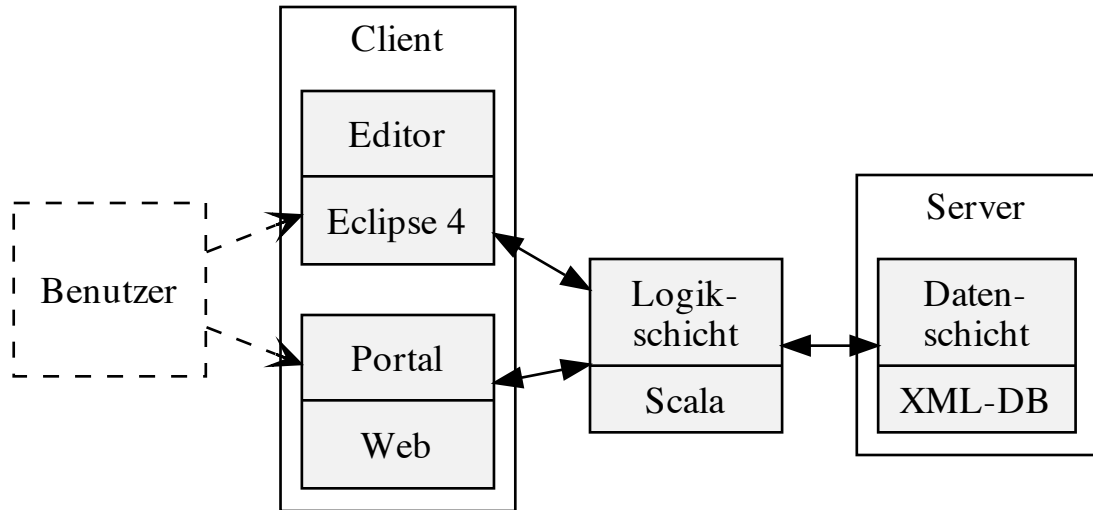 Client
Editor
Eclipse 4
Benutzer
Portal
Web
Logik-
schicht
Scala
Server
Daten-
schicht
XML-DB